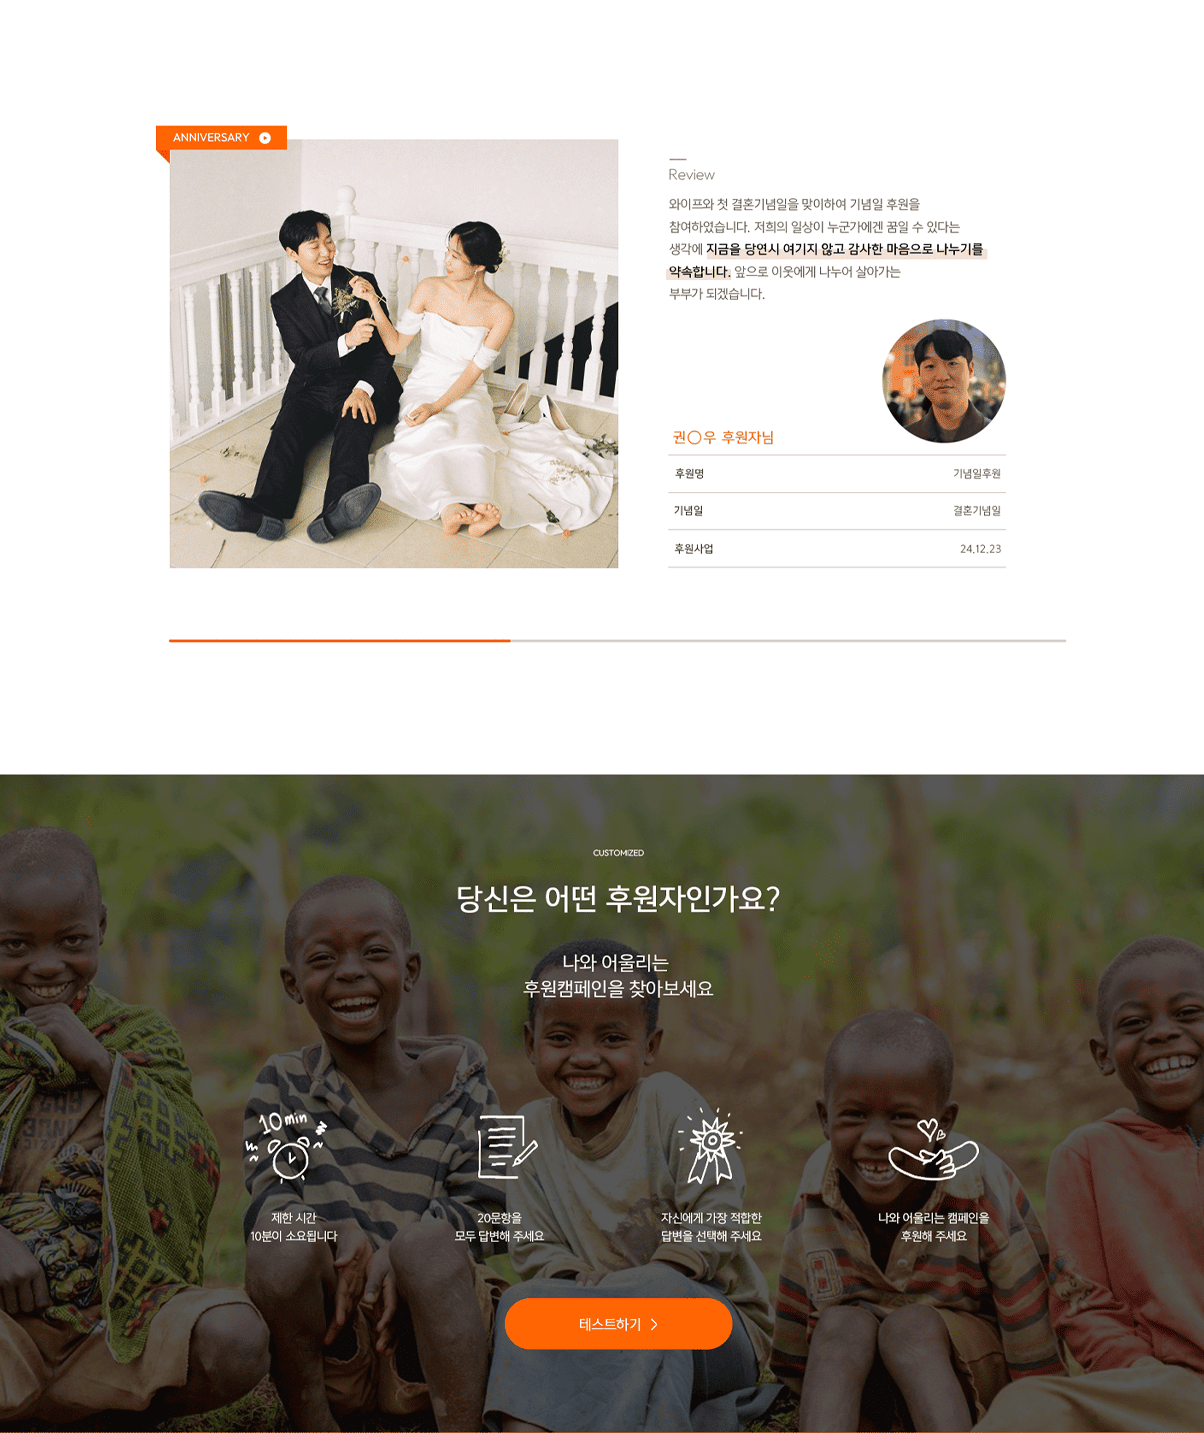 ANNIVERSARY
Review
와이프와 첫 결혼기념일을 맞이하여 기념일 후원을
참여하였습니다. 저희의 일상이 누군가에겐 꿈일 수 있다는
생각에 지금을 당연시 여기지 않고 감사한 마음으로 나누기를
약속합니다. 앞으로 이웃에게 나누어 살아가는
부부가 되겠습니다.
권○우 후원자님
후원명 기념일후원
기념일 결혼기념일
후원사업 24.12.23
CUSTOMIZED
당신은 어떤 후원자인가요?
나와 어울리는
후원캠페인을 찾아보세요
10min
제한 시간
10분이 소요됩니다
20문항을
모두 답변해 주세요
자신에게 가장 적합한
답변을 선택해 주세요
나와 어울리는 캠페인을
후원해 주세요
테스트하기